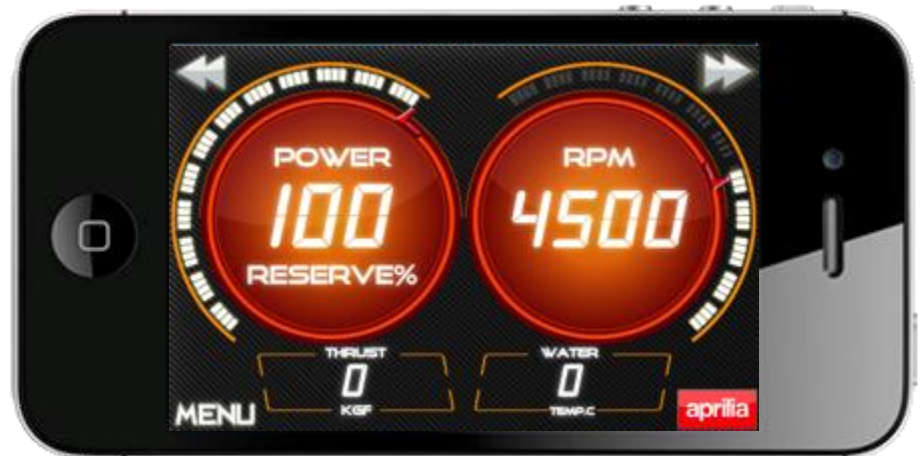 POWER
100
RESERVE%
RPM
4500
THRUST
0
KGF
WATER
0
TEMP.C
MENU
aprilia